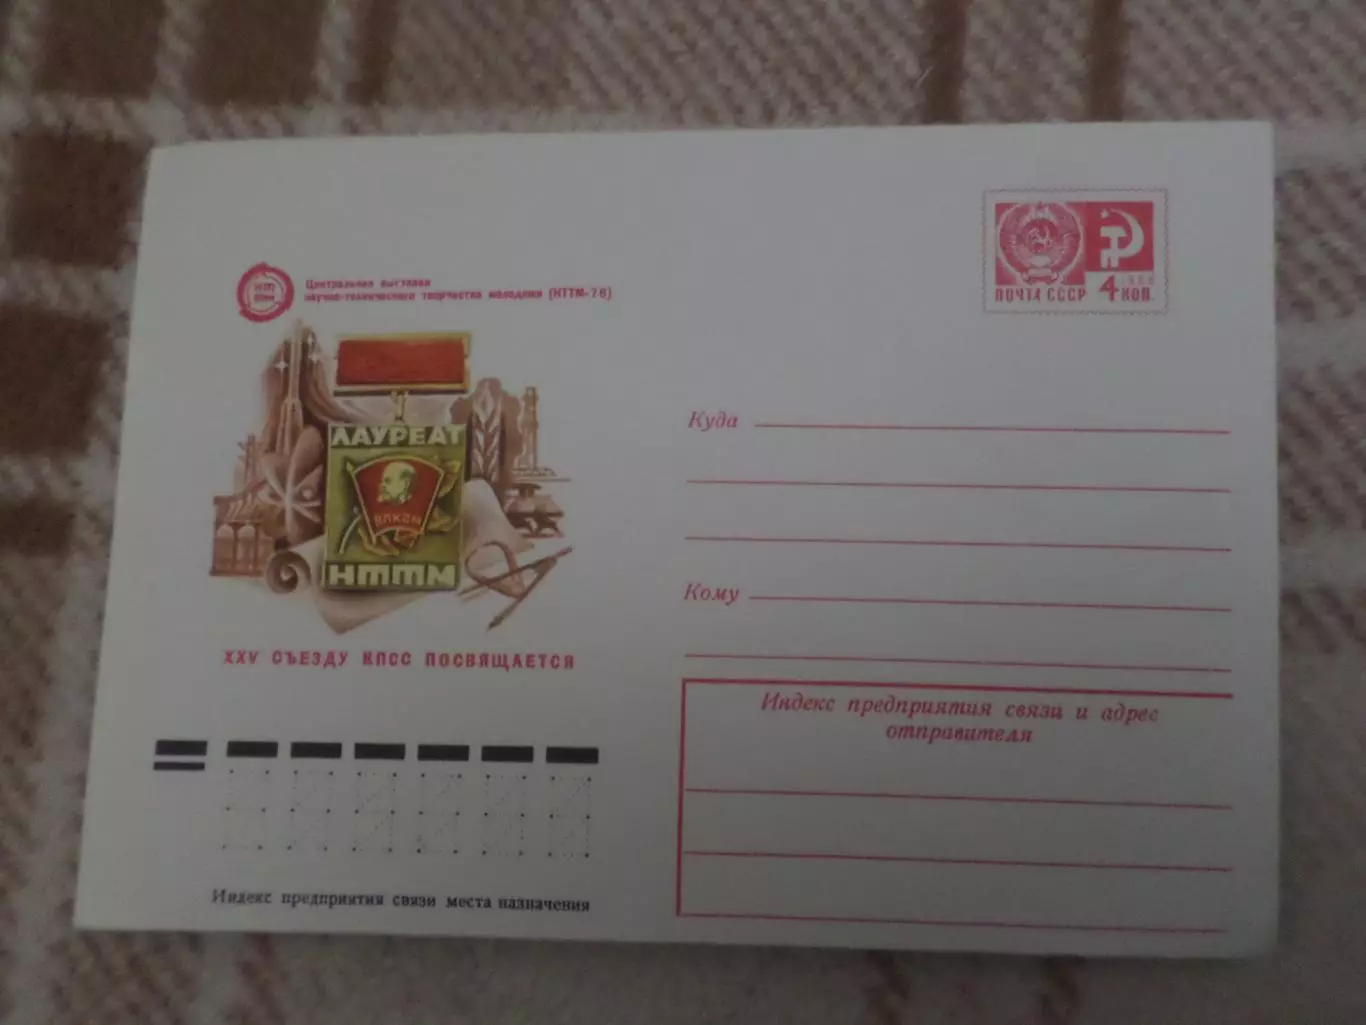 Центральная выставка
научно-технического творчества молодежи (НТТМ-76)
ЛАУРЕАТ
ВЛКСМ
НТТМ
XXV СЪЕЗДУ КПСС ПОСВЯЩАЕТСЯ
1966
ПОЧТА СССР 4 КОП.
Куда
Кому
Индекс предприятия связи и адрес
отправителя
Индекс предприятия связи места назначения